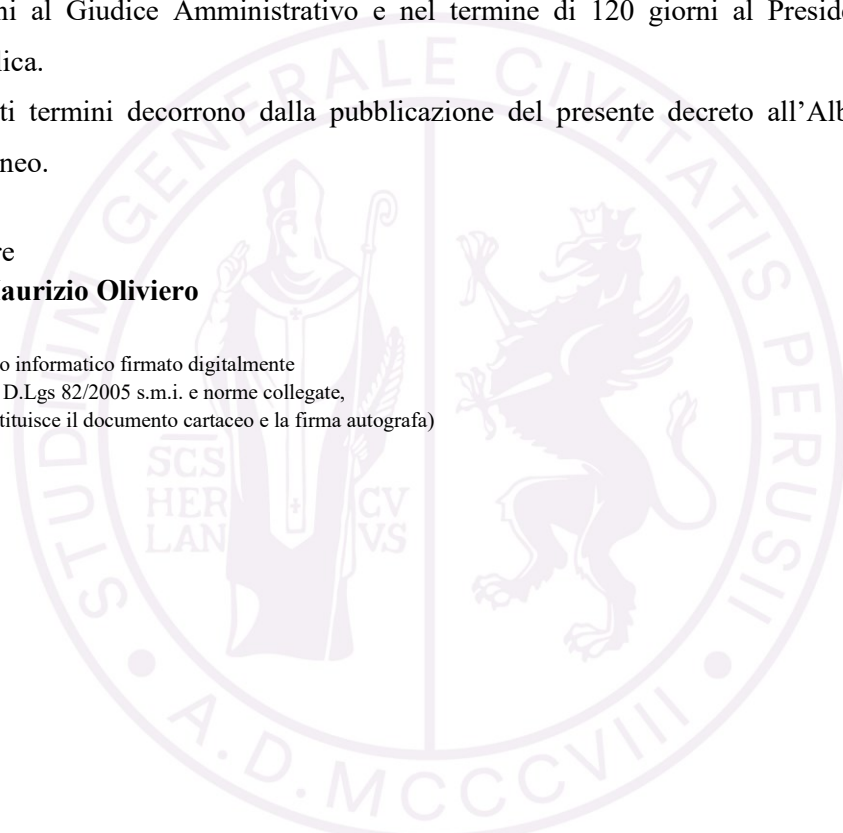 ni al Giudice Amministrativo e nel termine di 120 giorni al Preside
lica.
ti termini decorrono dalla pubblicazione del presente decreto all’Alb
neo.
re
Maurizio Oliviero
o informatico firmato digitalmente
D.Lgs 82/2005 s.m.i. e norme collegate,
tituisce il documento cartaceo e la firma autografa)
STUDIUM GENERALE CIVITATIS PERUSII
SCS
HER
LAN
CV
VS
A.D. MCCCVIII